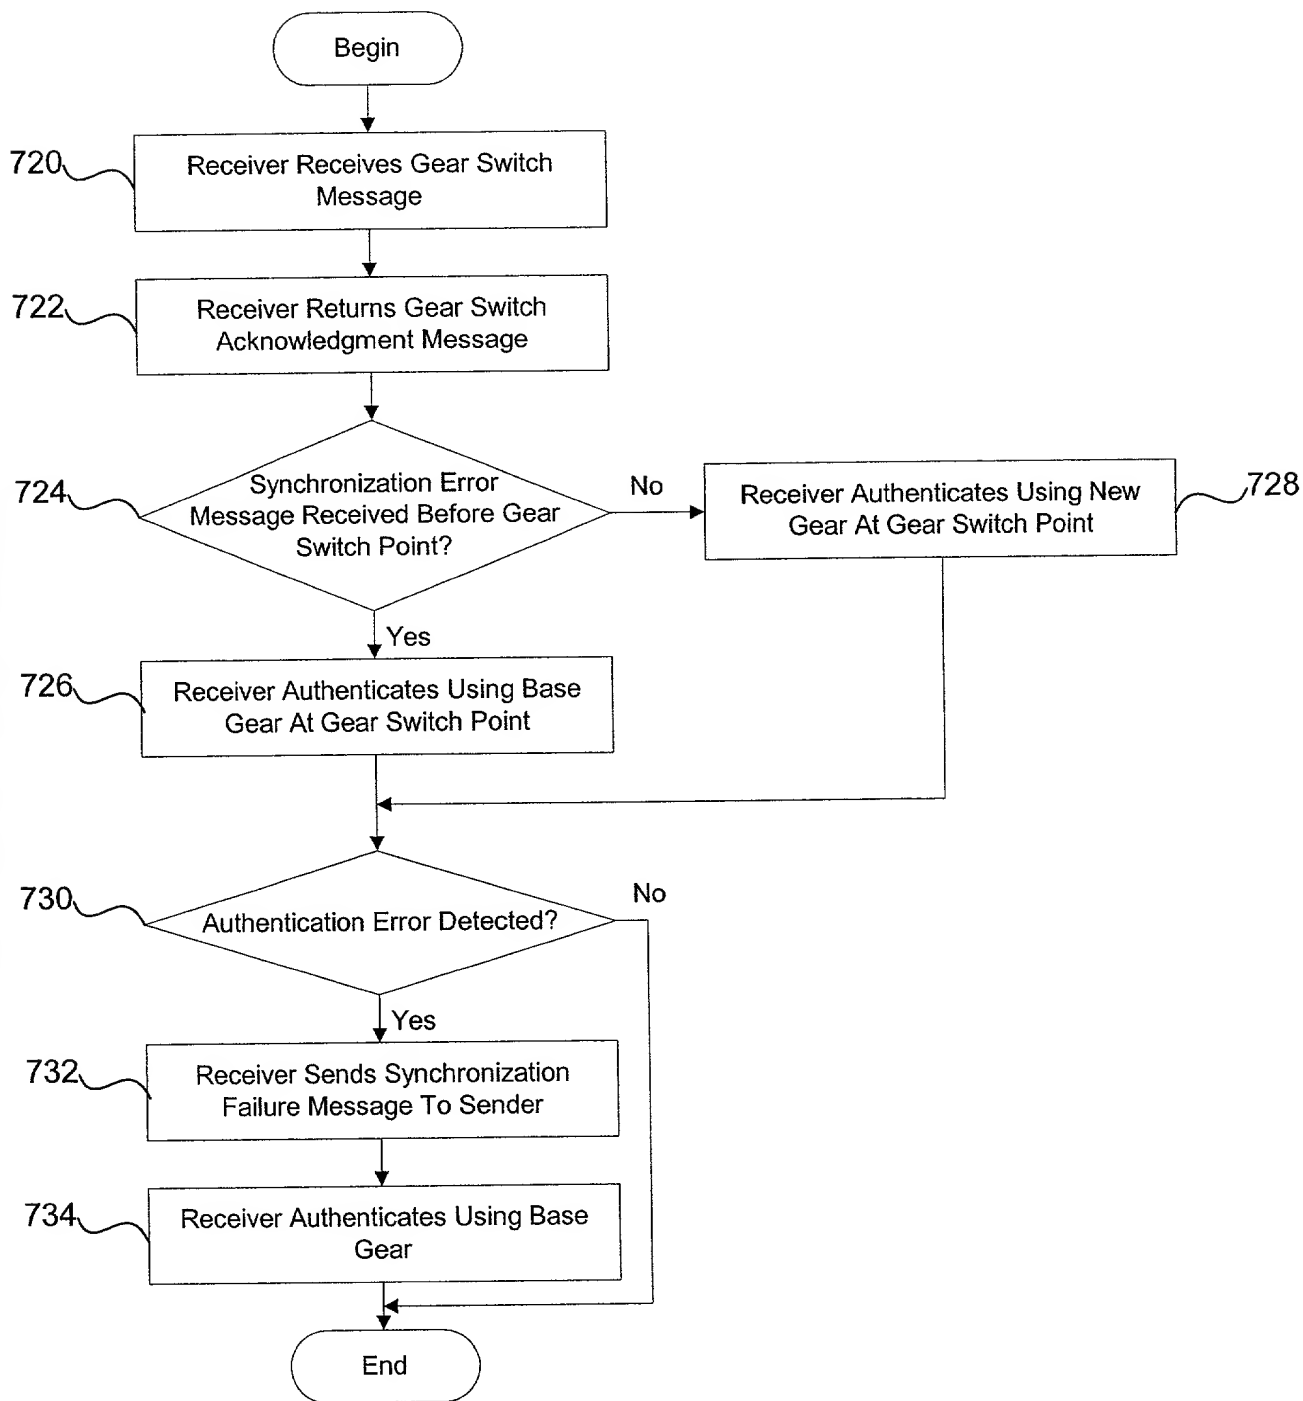 Begin
720
Receiver Receives Gear Switch
Message
722
Receiver Returns Gear Switch
Acknowledgment Message
724
Synchronization Error
Message Received Before Gear
Switch Point?
No
Receiver Authenticates Using New
Gear At Gear Switch Point
728
Yes
726
Receiver Authenticates Using Base
Gear At Gear Switch Point
730
Authentication Error Detected?
No
Yes
732
Receiver Sends Synchronization
Failure Message To Sender
734
Receiver Authenticates Using Base
Gear
End